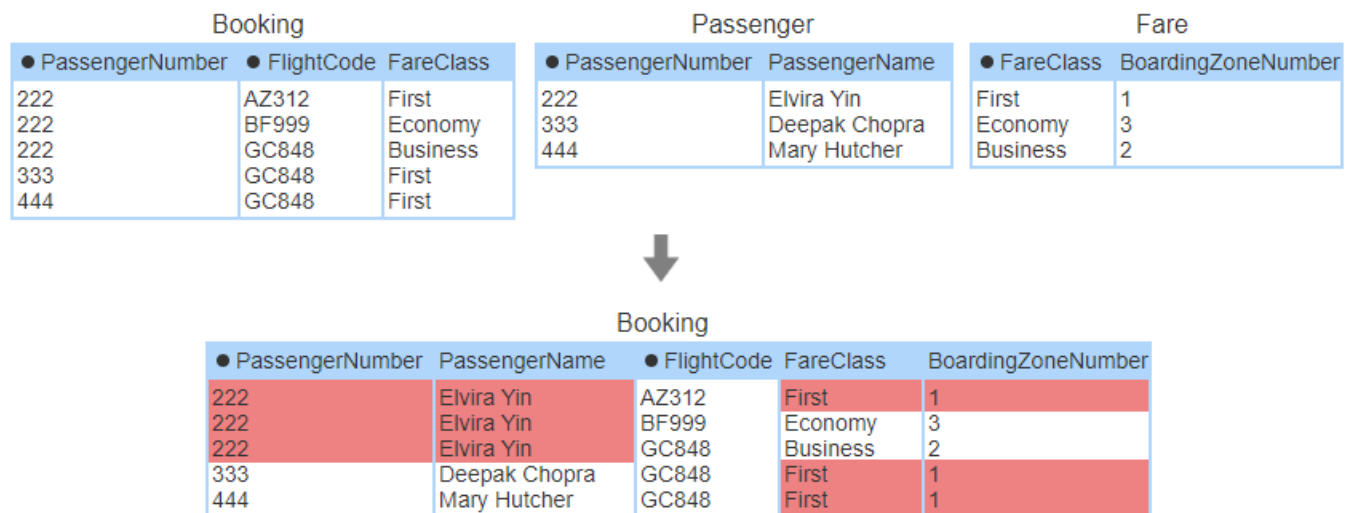 Booking
● PassengerNumber ● FlightCode FareClass
222 AZ312 First
222 BF999 Economy
222 GC848 Business
333 GC848 First
444 GC848 First
Passenger
● PassengerNumber PassengerName
222 Elvira Yin
333 Deepak Chopra
444 Mary Hutcher
Fare
● FareClass BoardingZoneNumber
First 1
Economy 3
Business 2
Booking
● PassengerNumber PassengerName ● FlightCode FareClass BoardingZoneNumber
222 Elvira Yin AZ312 First 1
222 Elvira Yin BF999 Economy 3
222 Elvira Yin GC848 Business 2
333 Deepak Chopra GC848 First 1
444 Mary Hutcher GC848 First 1